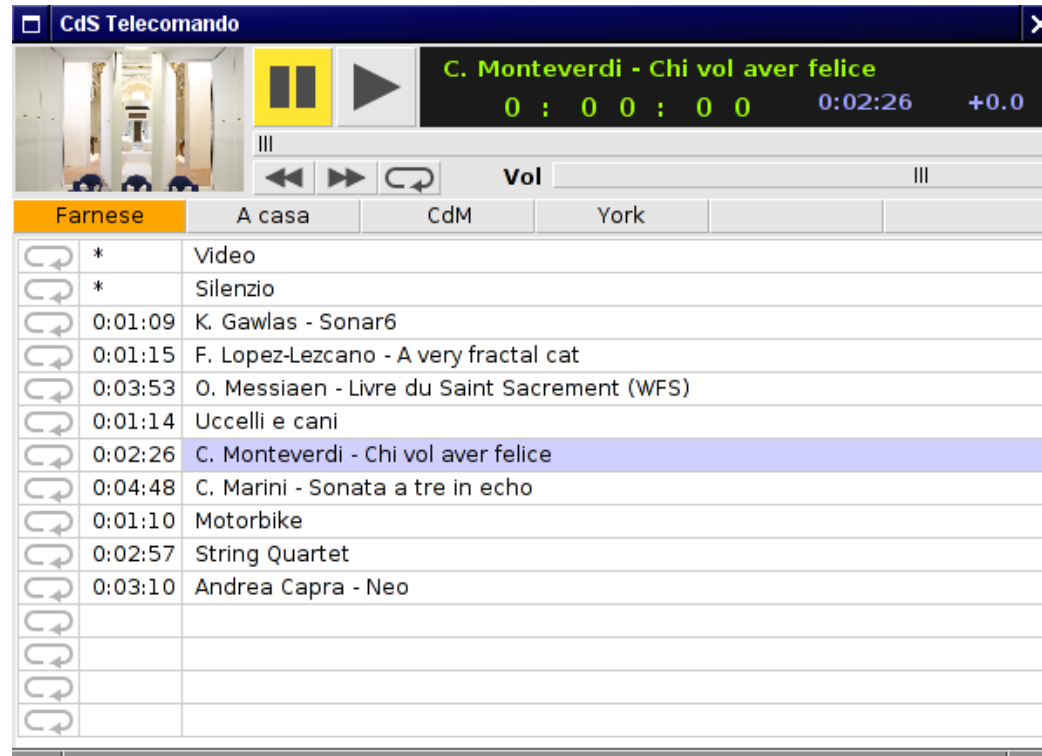 CdS Telecomando
C. Monteverdi - Chi vol aver felice
0 : 0 0 : 0 0 0:02:26 +0.0
Vol
Farnese A casa CdM York
* Video
* Silenzio
0:01:09 K. Gawlas - Sonar6
0:01:15 F. Lopez-Lezcano - A very fractal cat
0:03:53 O. Messiaen - Livre du Saint Sacrement (WFS)
0:01:14 Uccelli e cani
0:02:26 C. Monteverdi - Chi vol aver felice
0:04:48 C. Marini - Sonata a tre in echo
0:01:10 Motorbike
0:02:57 String Quartet
0:03:10 Andrea Capra - Neo